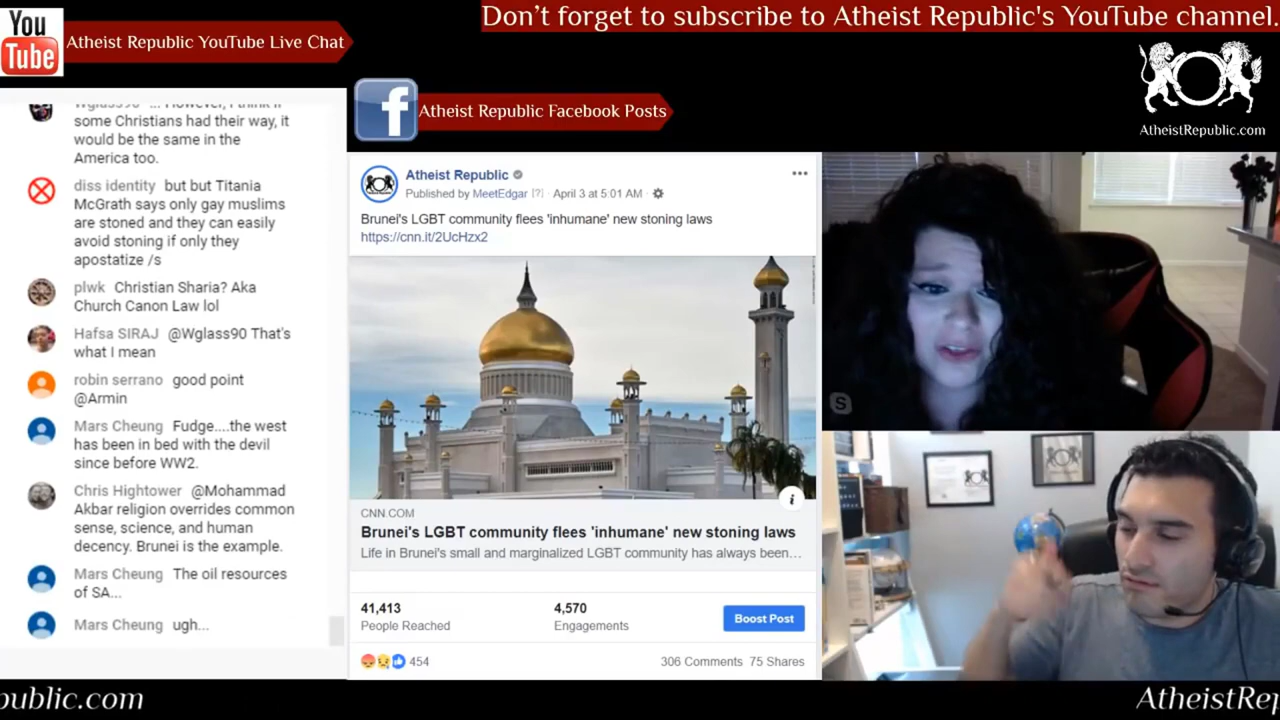 Don't forget to subscribe to Atheist Republic's YouTube channel.
You
Tube
Atheist Republic YouTube Live Chat
AtheistRepublic.com
f
Atheist Republic Facebook Posts
some Christians had their way, it
would be the same in the
America too.
diss identity but but Titania
McGrath says only gay muslims
are stoned and they can easily
avoid stoning if only they
apostatize /s
plwk Christian Sharia? Aka
Church Canon Law lol
Hafsa SIRAJ @Wglass90 That's
what I mean
robin serrano good point
@Armin
Mars Cheung Fudge....the west
has been in bed with the devil
since before WW2.
Chris Hightower @Mohammad
Akbar religion overrides common
sense, science, and human
decency. Brunei is the example.
Mars Cheung The oil resources
of SA...
Mars Cheung ugh...
Atheist Republic
Published by MeetEdgar [?] · April 3 at 5:01 AM ·
Brunei's LGBT community flees 'inhumane' new stoning laws
https://cnn.it/2UcHzx2
CNN.COM
Brunei's LGBT community flees 'inhumane' new stoning laws
Life in Brunei's small and marginalized LGBT community has always been…
41,413
People Reached
4,570
Engagements
Boost Post
454
306 Comments 75 Shares
public.com
AtheistRep